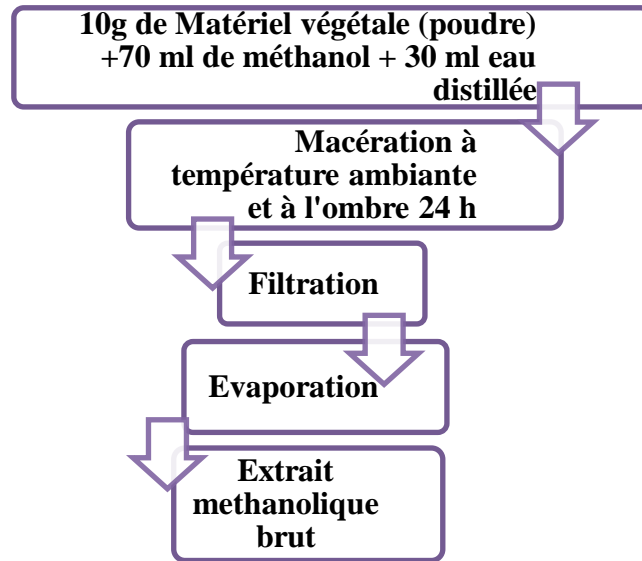 10g de Matériel végétale (poudre)
+70 ml de méthanol + 30 ml eau
distillée
Macération à
température ambiante
et à l'ombre 24 h
Filtration
Evaporation
Extrait
methanolique
brut